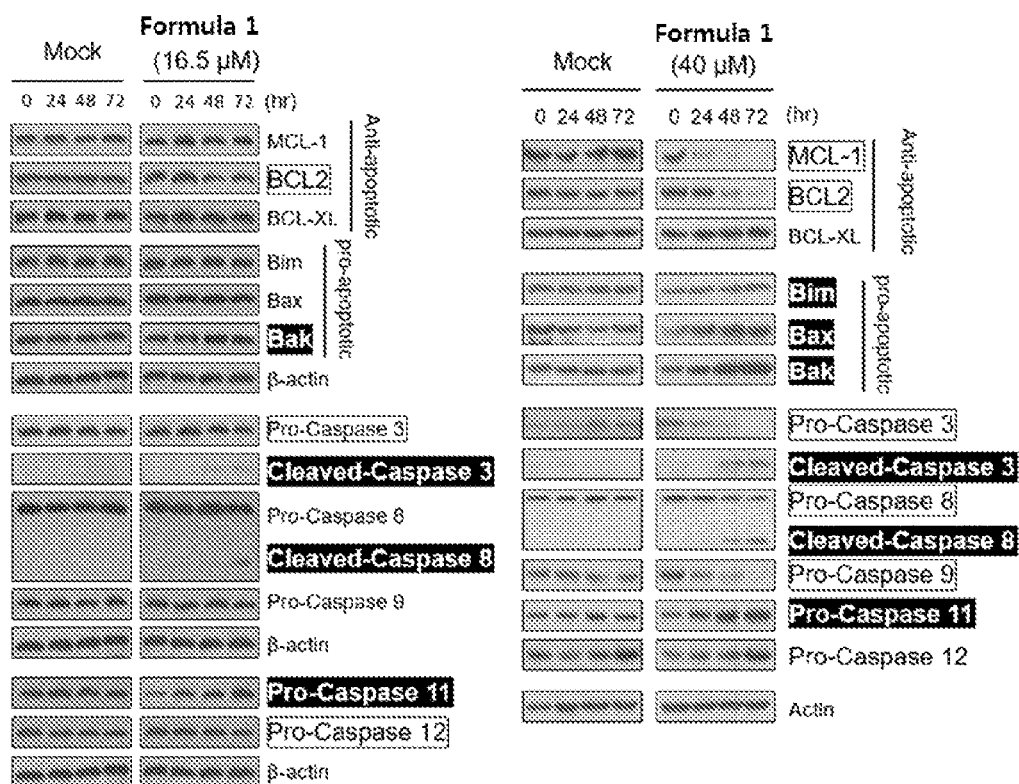 Mock
Formula 1
(16.5 μM)
0 24 48 72
0 24 48 72 (hr)
MCL-1
BCL2
BCL-XL
Anti-apoptotic
Bim
Bax
Bak
pro-apoptotic
β-actin
Pro-Caspase 3
Cleaved-Caspase 3
Pro-Caspase 8
Cleaved-Caspase 8
Pro-Caspase 9
β-actin
Pro-Caspase 11
Pro-Caspase 12
β-actin
Mock
Formula 1
(40 μM)
0 24 48 72
0 24 48 72 (hr)
MCL-1
BCL2
BCL-XL
Anti-apoptotic
Bim
Bax
Bak
pro-apoptotic
Pro-Caspase 3
Cleaved-Caspase 3
Pro-Caspase 8
Cleaved-Caspase 8
Pro-Caspase 9
Pro-Caspase 11
Pro-Caspase 12
Actin